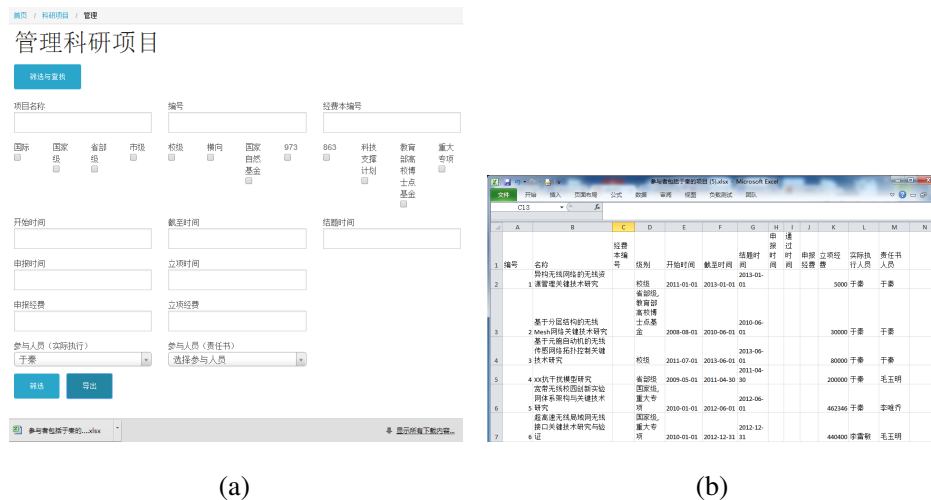 首页 / 科研项目 / 管理
管理科研项目
筛选与查找
项目名称 编号 经费本编号
国际 国家级 省部级 市级 校级 横向 国家自然基金 973 863 科技支撑计划 教育部高校博士点基金 重大专项
开始时间 截至时间 结题时间
申报时间 立项时间
申报经费 立项经费
参与人员（实际执行） 参与人员（责任书）
于秦 选择参与人员
筛选 导出
参与者包括于秦的....xlsx 显示所有下载内容...
(a)
参与者包括于秦的项目 (5).xlsx - Microsoft Excel
文件 开始 插入 页面布局 公式 数据 审阅 视图 负载测试 团队
C13 fx
A B C D E F G H I J K L M N
1 编号 名称 经费本编号 级别 开始时间 截至时间 结题时间 申报时间 通过时间 申报经费 立项经费 实际执行人员 责任书人员
2 1 异构无线网络的无线资源管理关键技术研究 校级 2011-01-01 2013-01-01 2013-01-01 5000 于秦 于秦
3 2 基于分层结构的无线Mesh网络关键技术研究 省部级,教育部高校博士点基金 2008-08-01 2010-06-01 2010-06-01 30000 于秦 于秦
4 3 基于元胞自动机的无线传感网络拓扑控制关键技术研究 校级 2011-07-01 2013-06-01 2013-06-01 80000 于秦 于秦
5 4 XX抗干扰模型研究 省部级 2009-05-01 2011-04-30 2011-04-30 200000 于秦 毛玉明
6 5 宽带无线校园创新实验网体系架构与关键技术研究 国家级,重大专项 2010-01-01 2012-06-01 2012-06-01 462346 于秦 李唯乔
7 6 超高速无线局域网无线接口关键技术研究与验证 国家级,重大专项 2010-01-01 2012-12-31 2012-12-31 440400 于秦 毛玉明
(b)